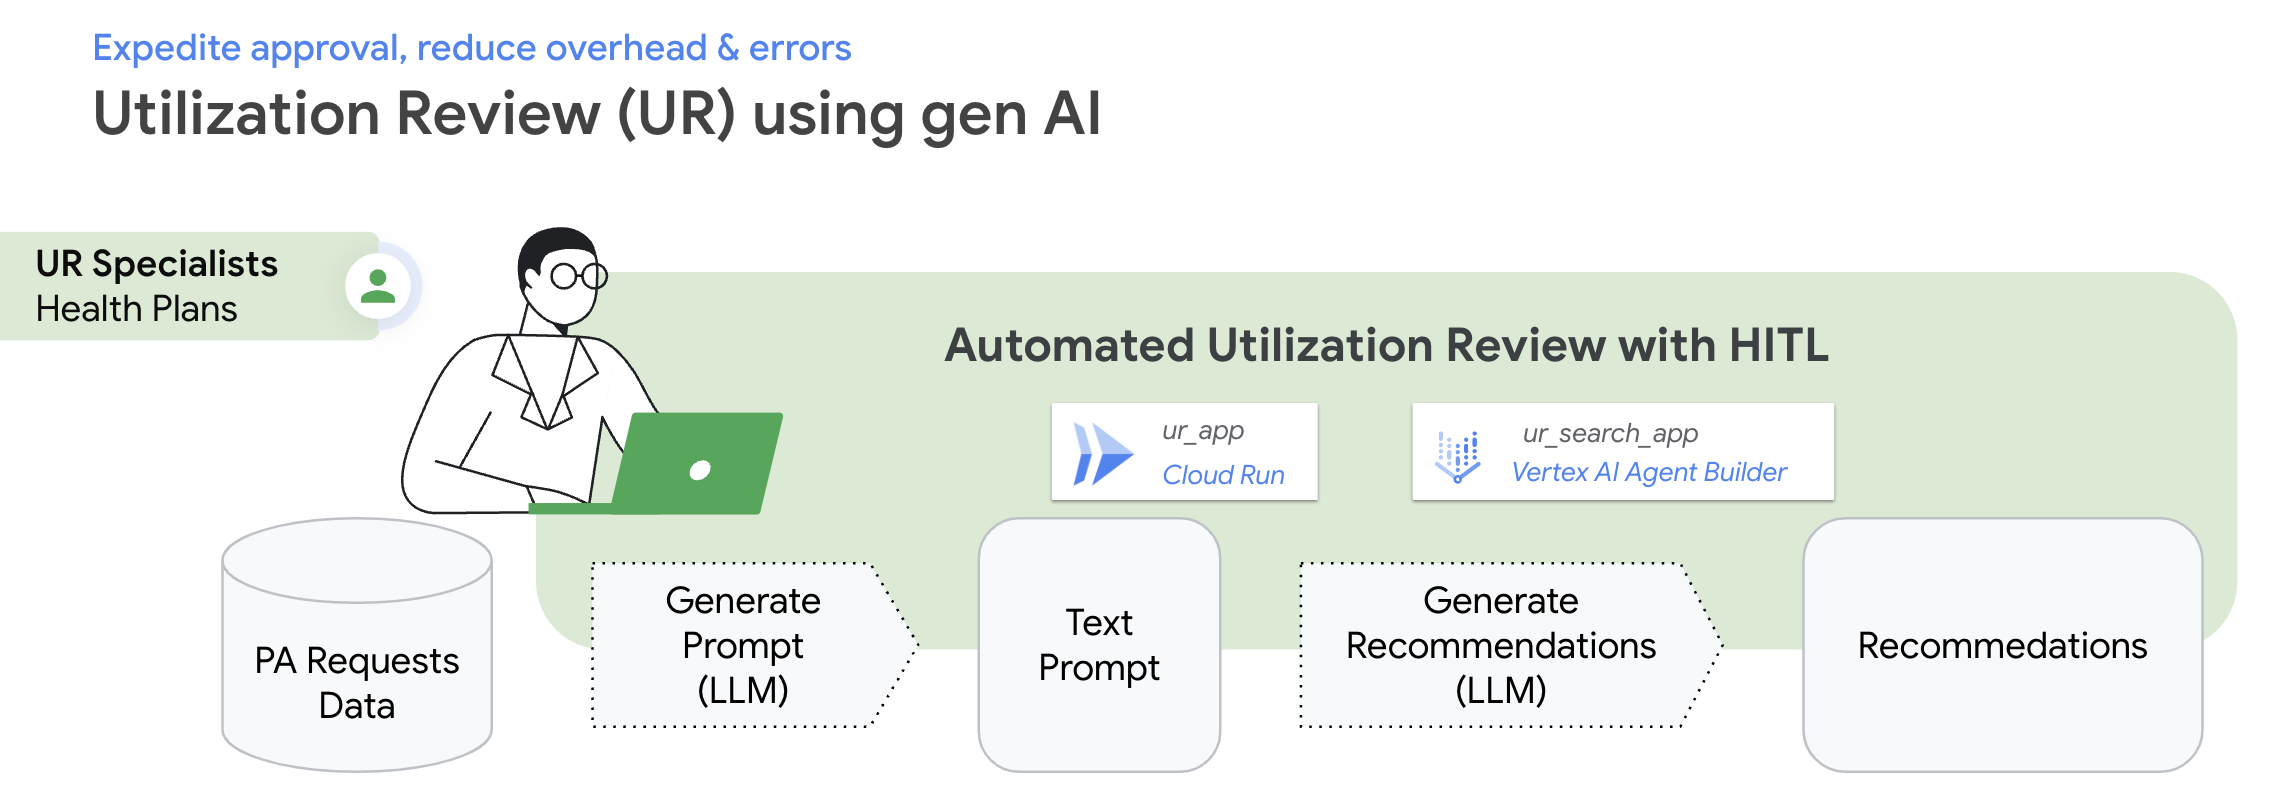 Expedite approval, reduce overhead & errors
Utilization Review (UR) using gen AI
UR Specialists
Health Plans
Automated Utilization Review with HITL
ur_app
Cloud Run
ur_search_app
Vertex AI Agent Builder
PA Requests
Data
Generate
Prompt
(LLM)
Text
Prompt
Generate
Recommendations
(LLM)
Recommedations